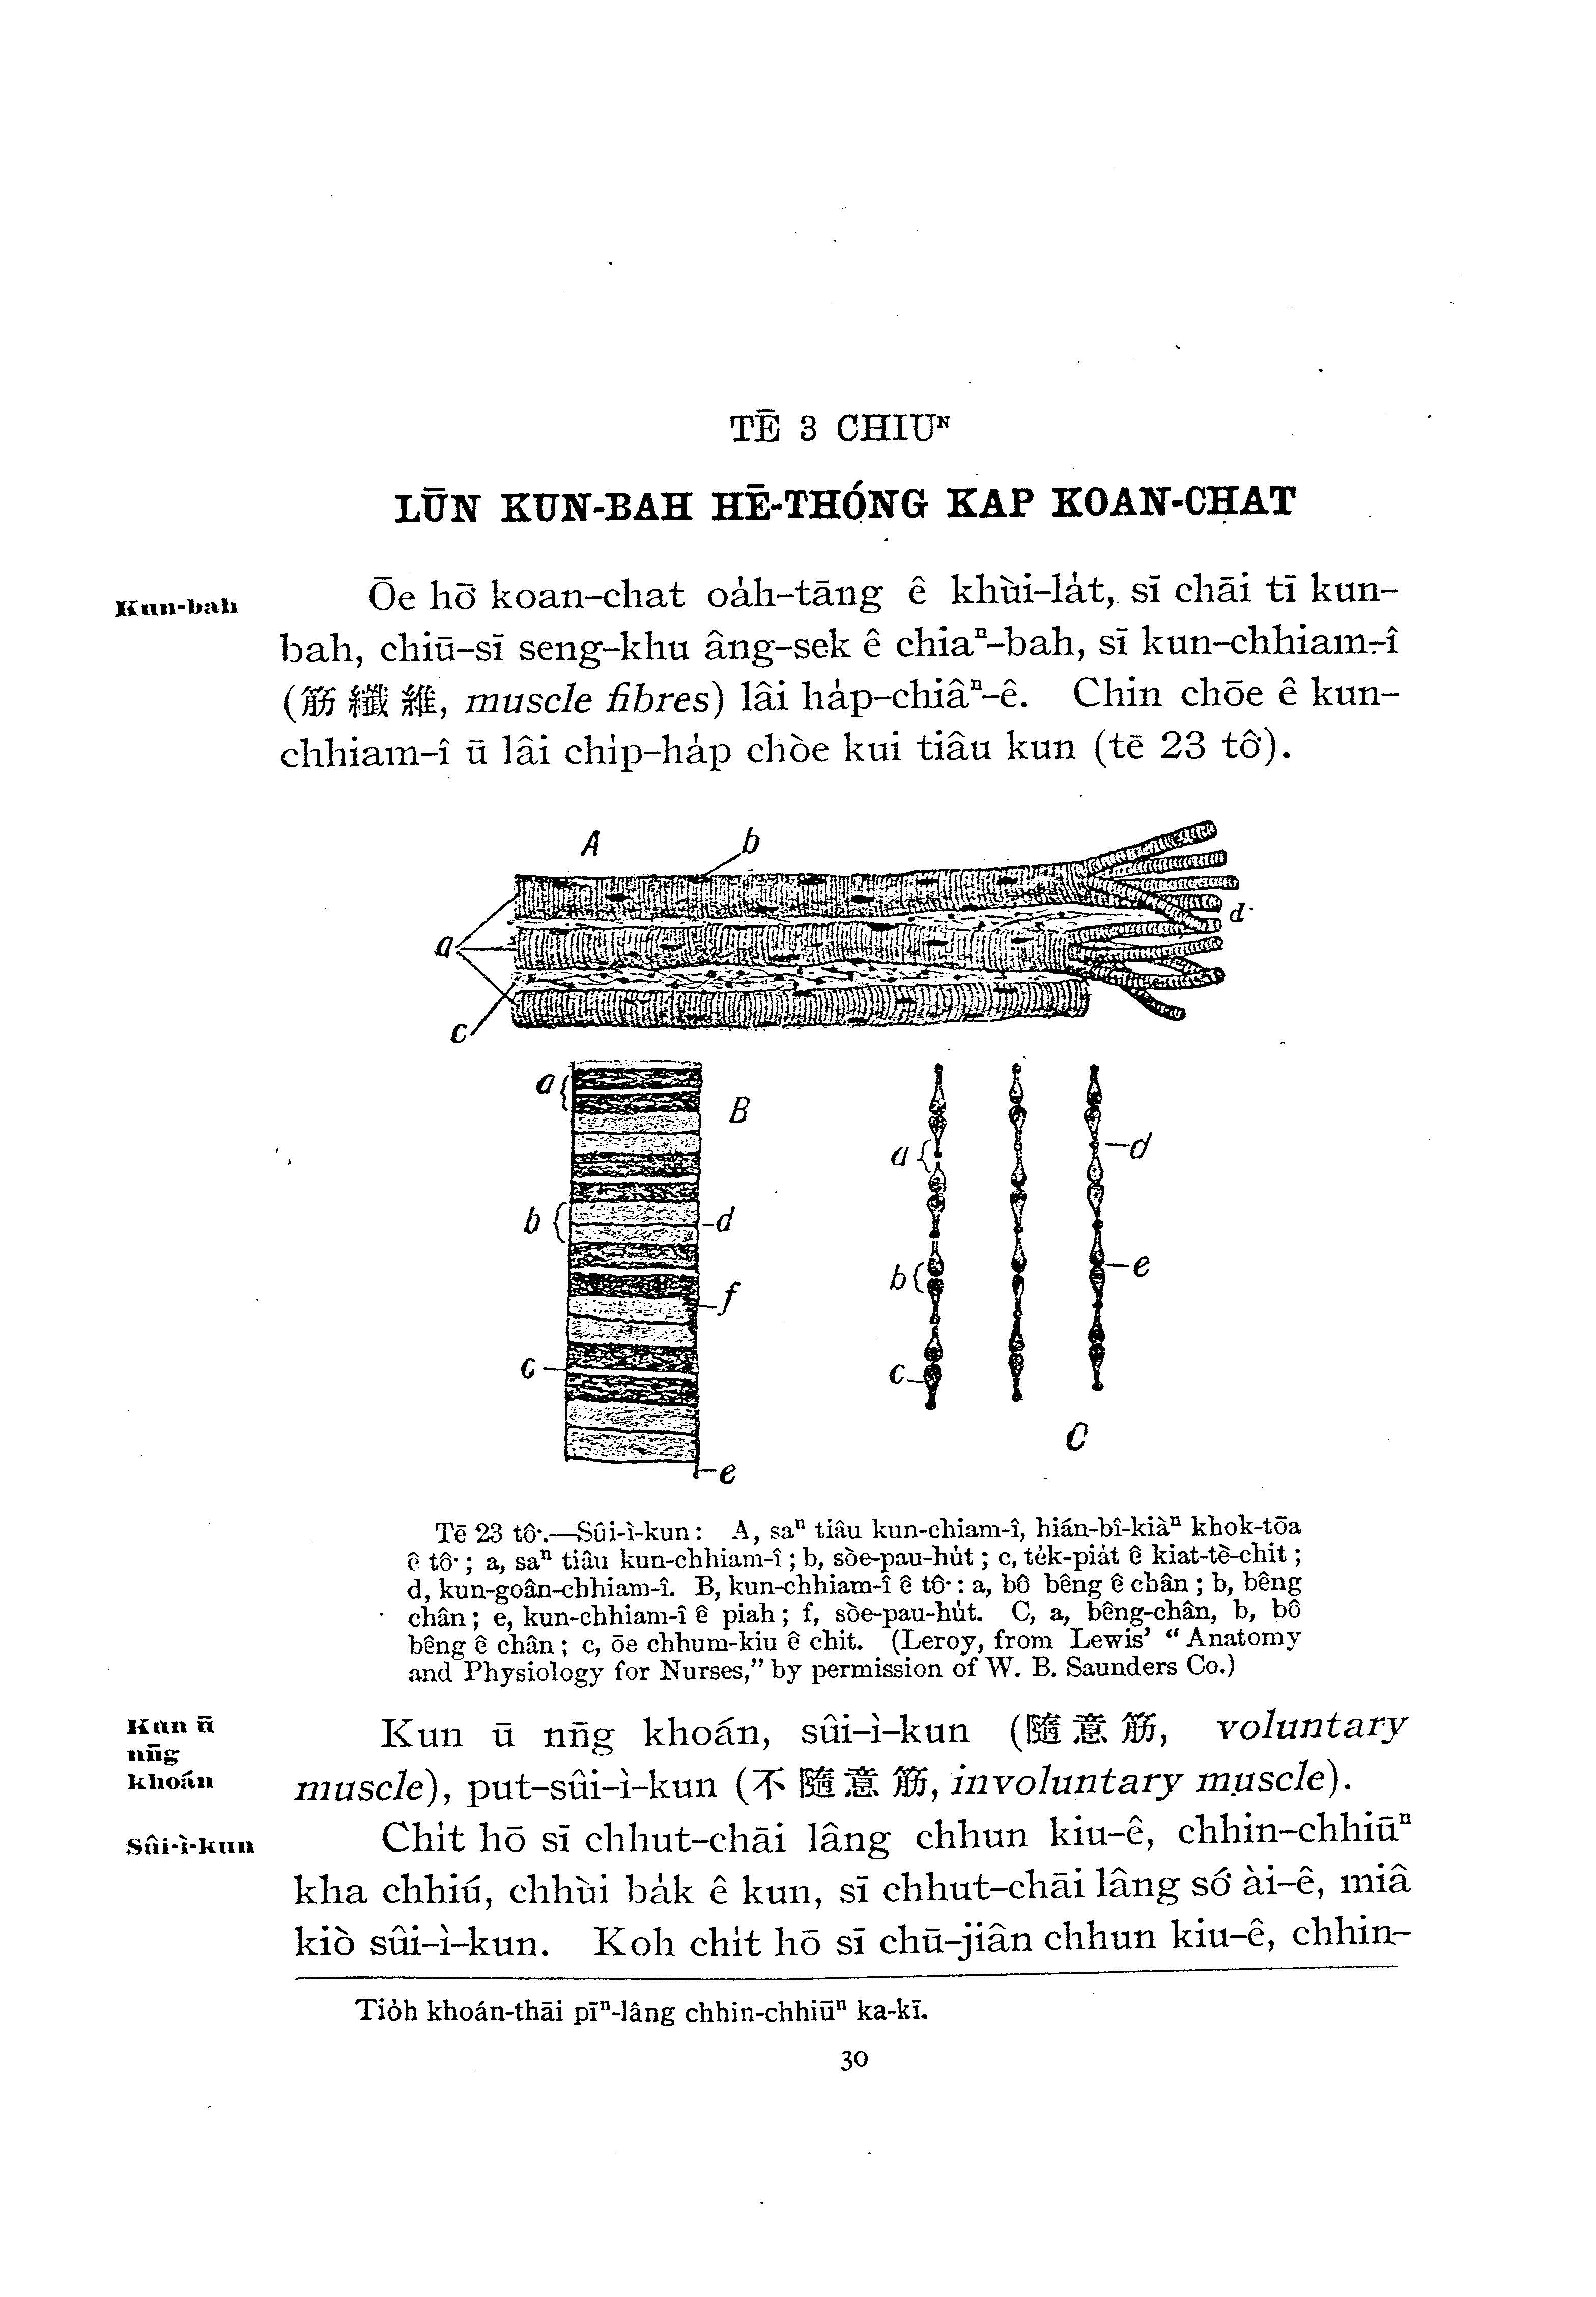 TĒ 3 CHIUᴺ
LŪN KUN-BAH HĒ-THÓNG KAP KOAN-CHAT
Kun-bah
Ōe hō͘ koan-chat oa̍h-tāng ê khùi-la̍t, sī chāi tī kun-
bah, chiū-sī seng-khu âng-sek ê chiaⁿ-bah, sī kun-chhiam-î
(筋纖維, muscle fibres) lâi ha̍p-chiâⁿ-ê. Chin chōe ê kun-
chhiam-î ū lâi chi̍p-ha̍p chòe kui tiâu kun (tē 23 tô͘).
A b
a
d
c
a
B
b
d
f
c
e
a
d
b
e
c
C
Tē 23 tô͘.—Sûi-ì-kun: A, saⁿ tiâu kun-chiam-î, hián-bî-kiàⁿ khok-tōa
ê tô͘; a, saⁿ tiâu kun-chhiam-î; b, sòe-pau-hu̍t; c, te̍k-pia̍t ê kiat-tè-chit;
d, kun-goân-chhiam-î. B, kun-chhiam-î ê tô͘: a, bô bêng ê chân; b, bêng
chân; e, kun-chhiam-î ê piah; f, sòe-pau-hu̍t. C, a, bêng-chân, b, bô
bêng ê chân; c, ōe chhum-kiu ê chit. (Leroy, from Lewis' “Anatomy
and Physiology for Nurses,” by permission of W. B. Saunders Co.)
Kun ū
nn̄g
khoán
Kun ū nn̄g khoán, sûi-ì-kun (隨意筋, voluntary
muscle), put-sûi-ì-kun (不隨意筋, involuntary muscle).
Sûi-ì-kun
Chi̍t hō sī chhut-chāi lâng chhun kiu-ê, chhin-chhiūⁿ
kha chhiú, chhùi ba̍k ê kun, sī chhut-chāi lâng só͘ ài-ê, miâ
kiò sûi-ì-kun. Koh chi̍t hō sī chū-jiân chhun kiu-ê, chhin-
Tio̍h khoán-thāi pīⁿ-lâng chhin-chhiūⁿ ka-kī.
30